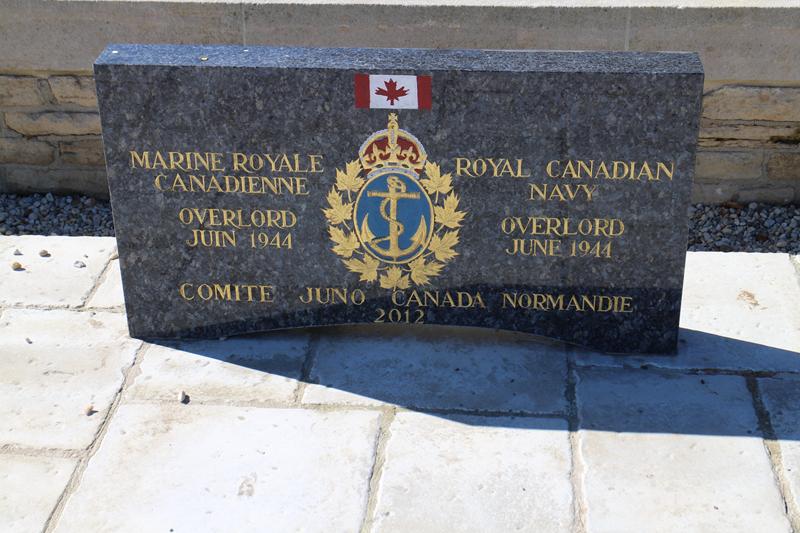 MARINE ROYALE
CANADIENNE
OVERLORD
JUIN 1944
ROYAL CANADIAN
NAVY
OVERLORD
JUNE 1944
COMITE JUNO CANADA NORMANDIE
2012